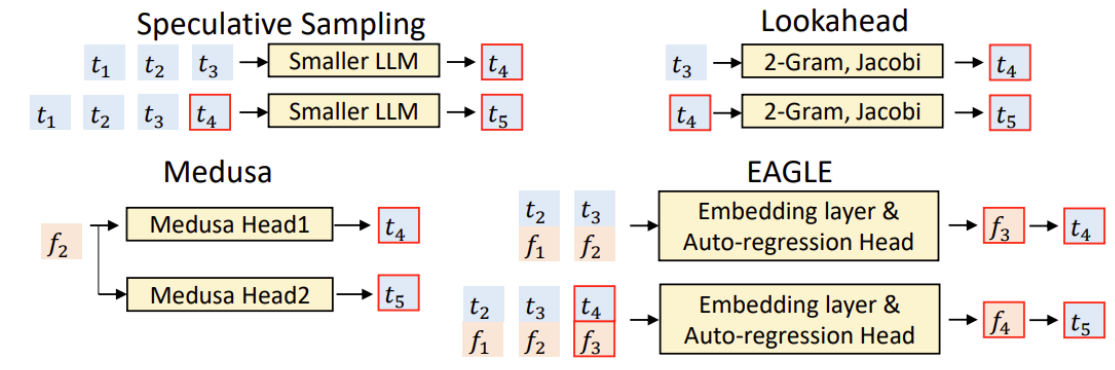 Speculative Sampling
t₁ t₂ t₃ Smaller LLM t₄
t₁ t₂ t₃ t₄ Smaller LLM t₅
Lookahead
t₃ 2-Gram, Jacobi t₄
t₄ 2-Gram, Jacobi t₅
Medusa
f₂ Medusa Head1 t₄
Medusa Head2 t₅
EAGLE
t₂ t₃
f₁ f₂
Embedding layer &
Auto-regression Head
f₃ t₄
t₂ t₃ t₄
f₁ f₂ f₃
Embedding layer &
Auto-regression Head
f₄ t₅